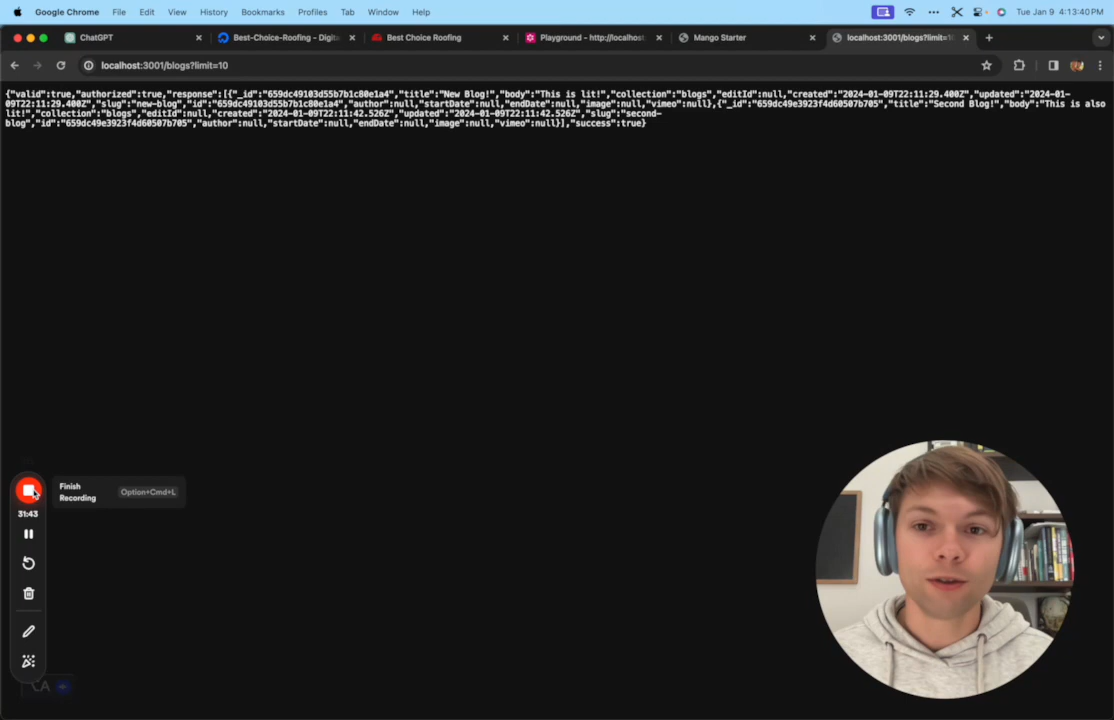 Google Chrome File Edit View History Bookmarks Profiles Tab Window Help Tue Jan 9 4:13:40 PM
ChatGPT Best-Choice-Roofing – Digit Best Choice Roofing Playground - http://localhost: Mango Starter localhost:3001/blogs?limit=1
localhost:3001/blogs?limit=10
{"valid":true,"authorized":true,"response":[{"_id":"659dc49103d55b7b1c80e1a4","title":"New Blog!","body":"This is lit!","collection":"blogs","editId":null,"created":"2024-01-09T22:11:29.400Z","updated":"2024-01-
09T22:11:29.400Z","slug":"new-blog","id":"659dc49103d55b7b1c80e1a4","author":null,"startDate":null,"endDate":null,"image":null,"vimeo":null},{"_id":"659dc49e3923f4d60507b705","title":"Second Blog!","body":"This is also
lit!","collection":"blogs","editId":null,"created":"2024-01-09T22:11:42.526Z","updated":"2024-01-09T22:11:42.526Z","slug":"second-
blog","id":"659dc49e3923f4d60507b705","author":null,"startDate":null,"endDate":null,"image":null,"vimeo":null}],"success":true}
Finish
Recording
Option+Cmd+L
31:43